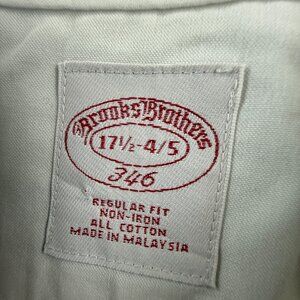 Brooks Brothers
17½-4/5
346
REGULAR FIT
NON-IRON
ALL COTTON
MADE IN MALAYSIA